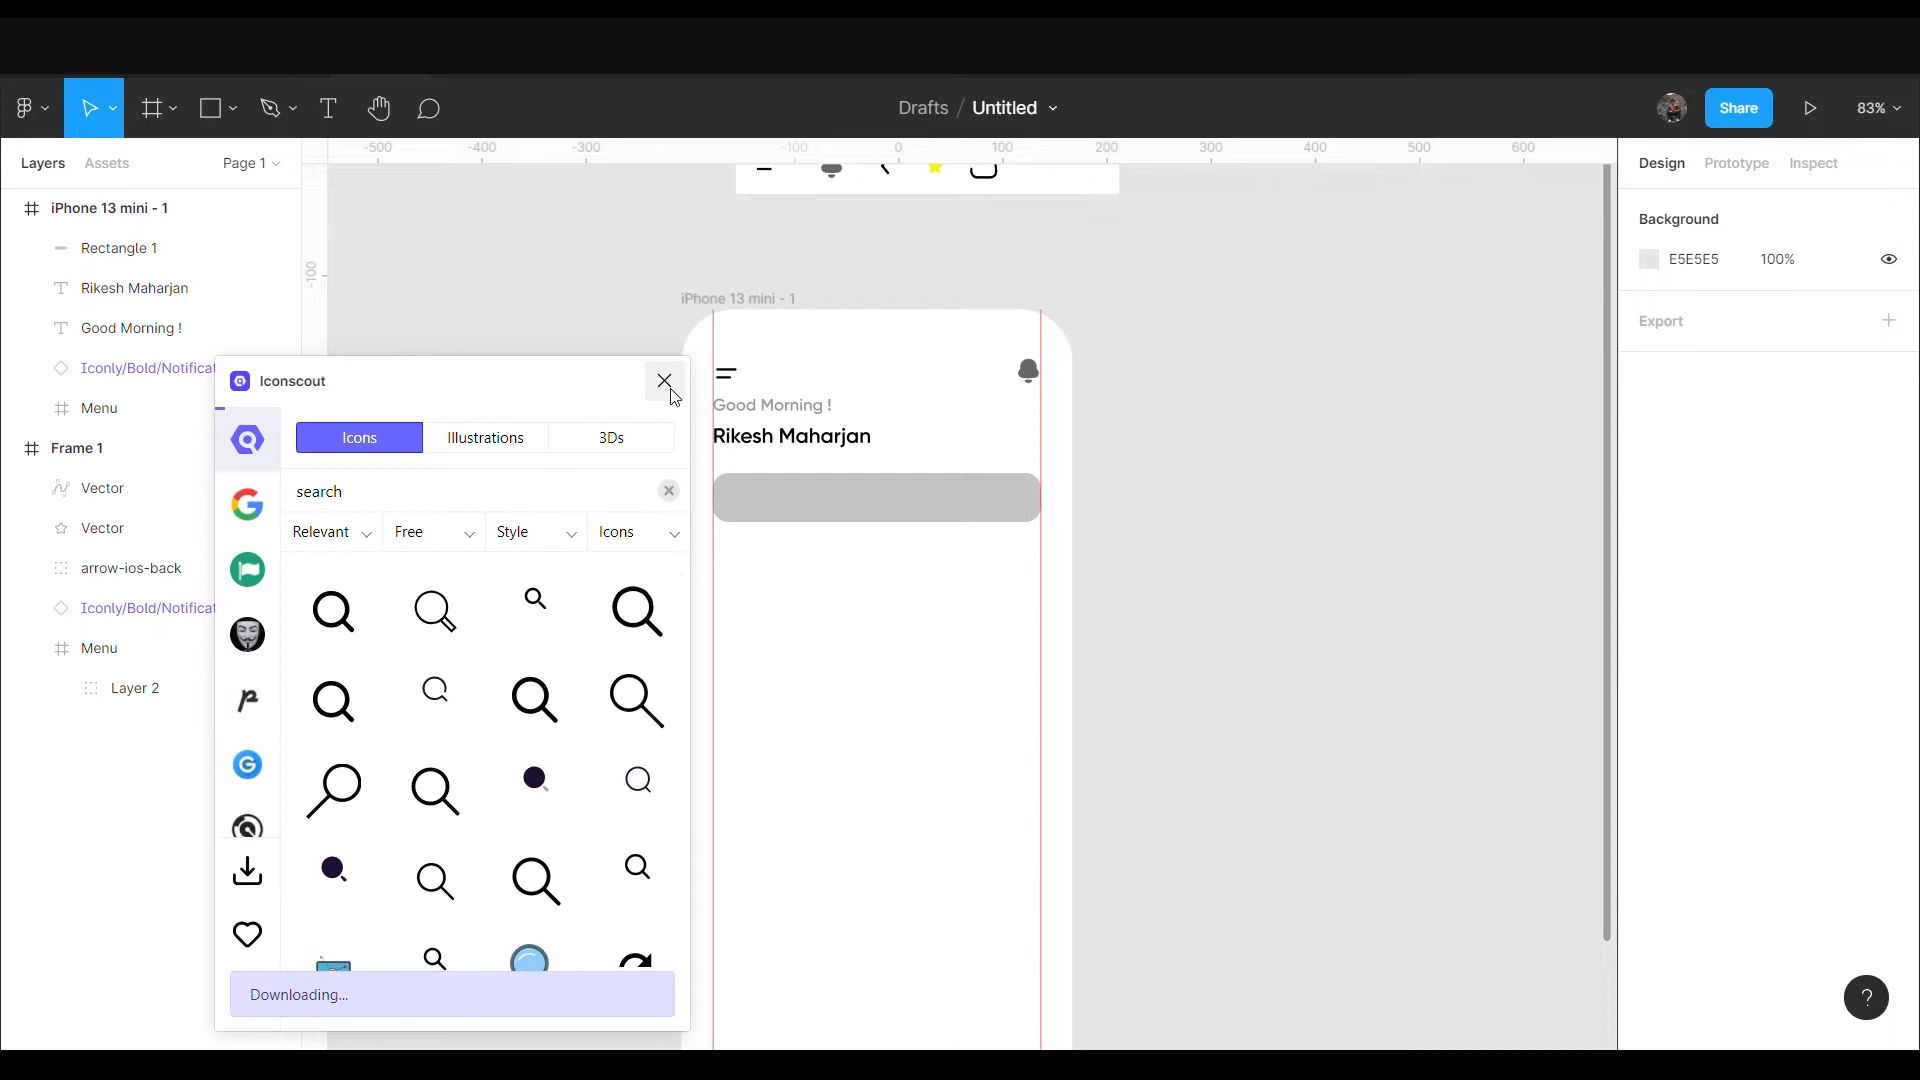 Drafts / Untitled
Share
83%
Layers Assets Page 1
-500 -400 -300 -100 0 100 200 300 400 500 600
Design Prototype Inspect
iPhone 13 mini - 1
Rectangle 1
Rikesh Maharjan
Good Morning !
Iconly/Bold/Notificat
Menu
Frame 1
Vector
Vector
arrow-ios-back
Iconly/Bold/Notificat
Menu
Layer 2
Iconscout
Icons Illustrations 3Ds
search
Relevant Free Style Icons
Downloading...
-100
iPhone 13 mini - 1
Good Morning !
Rikesh Maharjan
Background
E5E5E5 100%
Export
?